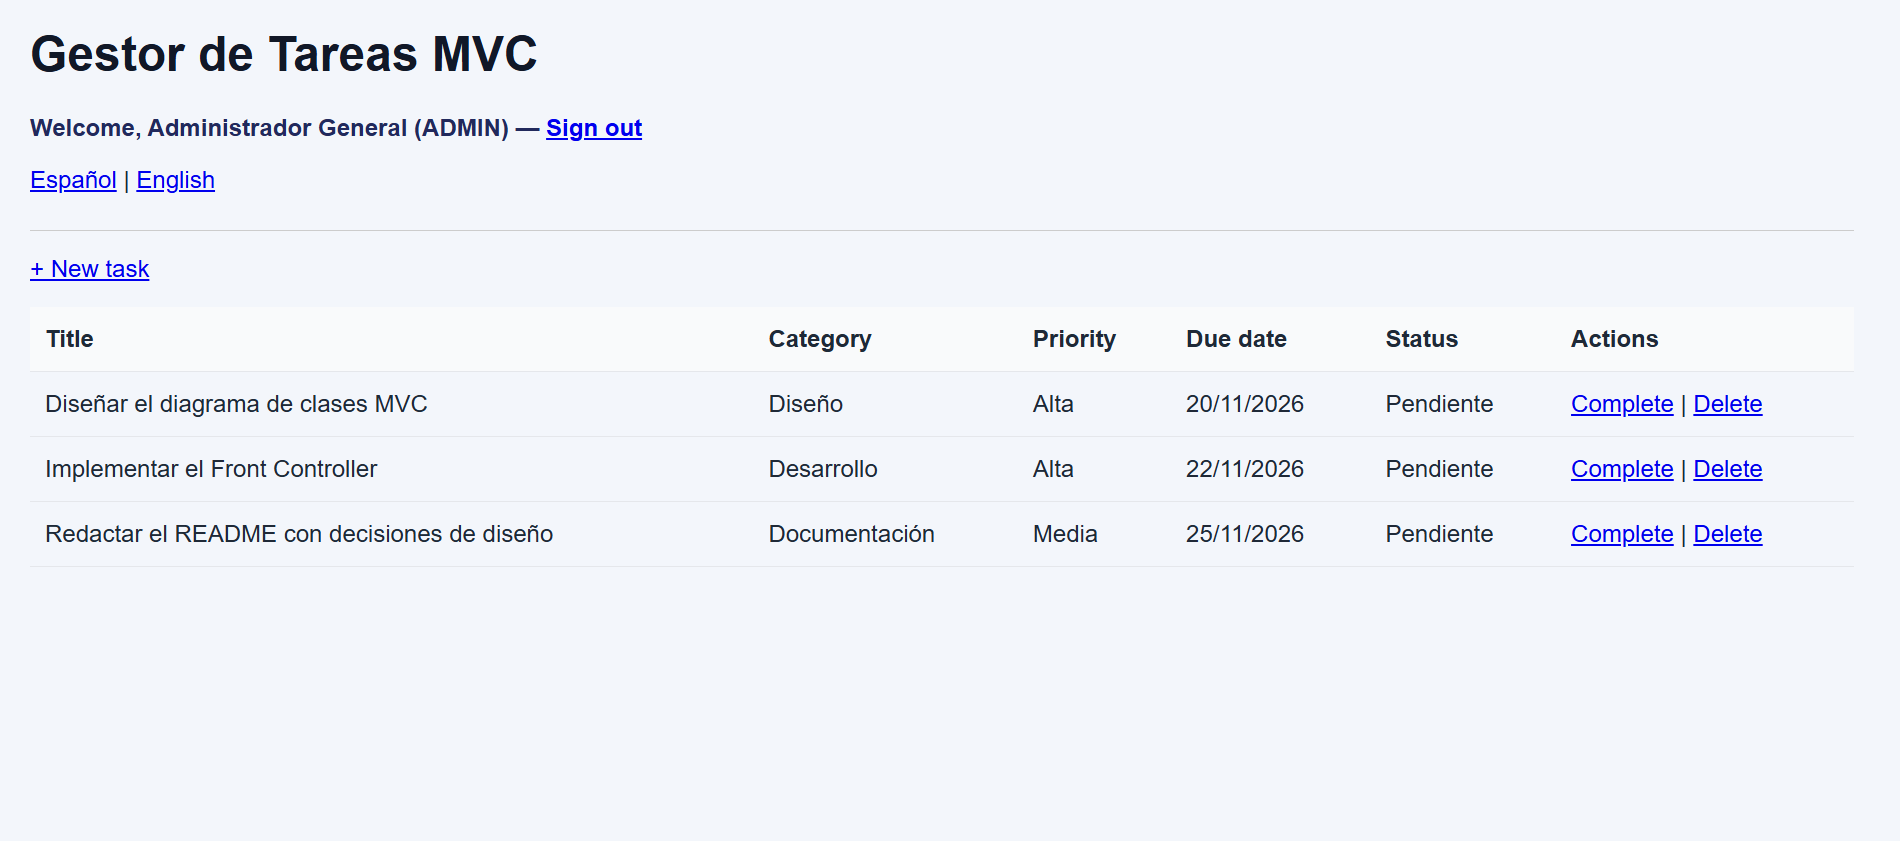 Gestor de Tareas MVC
Welcome, Administrador General (ADMIN) — Sign out
Español | English
+ New task
Title Category Priority Due date Status Actions
Diseñar el diagrama de clases MVC Diseño Alta 20/11/2026 Pendiente Complete | Delete
Implementar el Front Controller Desarrollo Alta 22/11/2026 Pendiente Complete | Delete
Redactar el README con decisiones de diseño Documentación Media 25/11/2026 Pendiente Complete | Delete